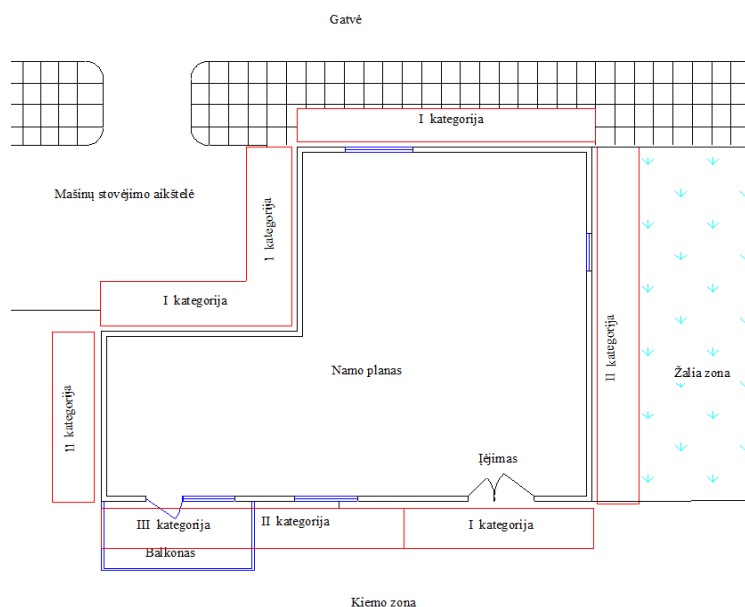 Gatvė
I kategorija
Mašinų stovėjimo aikštelė
I kategorija
I kategorija
II kategorija
II kategorija
Namo planas
Žalia zona
Įėjimas
III kategorija
II kategorija
I kategorija
Balkonas
Kiemo zona